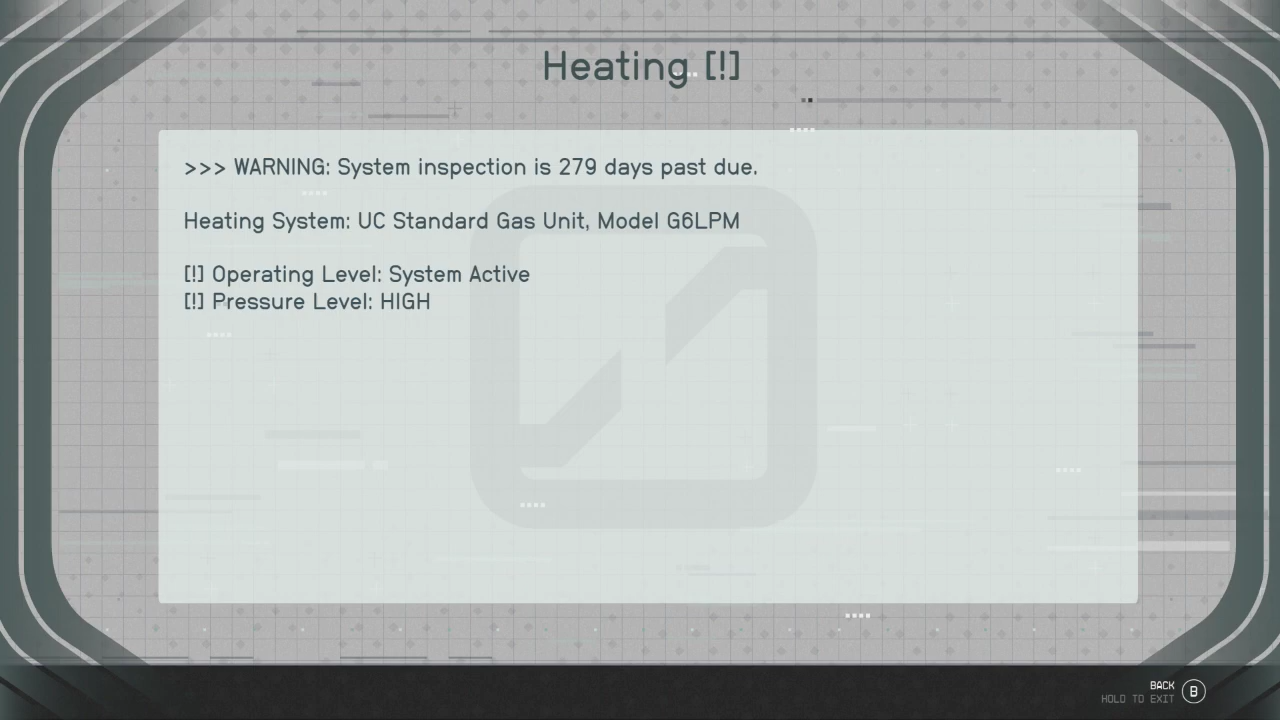 Heating [!]
>>> WARNING: System inspection is 279 days past due.
Heating System: UC Standard Gas Unit, Model G6LPM
[!] Operating Level: System Active
[!] Pressure Level: HIGH
BACK
HOLD TO EXIT
B